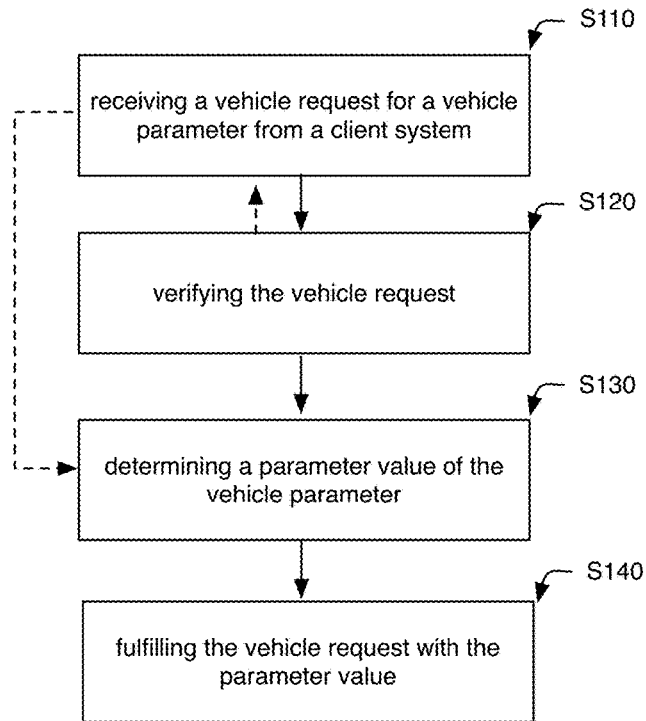 S110
receiving a vehicle request for a vehicle
parameter from a client system
S120
verifying the vehicle request
S130
determining a parameter value of the
vehicle parameter
S140
fulfilling the vehicle request with the
parameter value